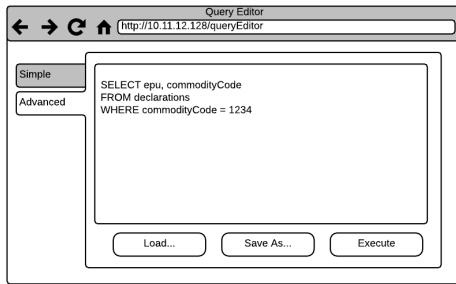 Query Editor
http://10.11.12.128/queryEditor
Simple
Advanced
SELECT epu, commodityCode
FROM declarations
WHERE commodityCode = 1234
Load...
Save As...
Execute